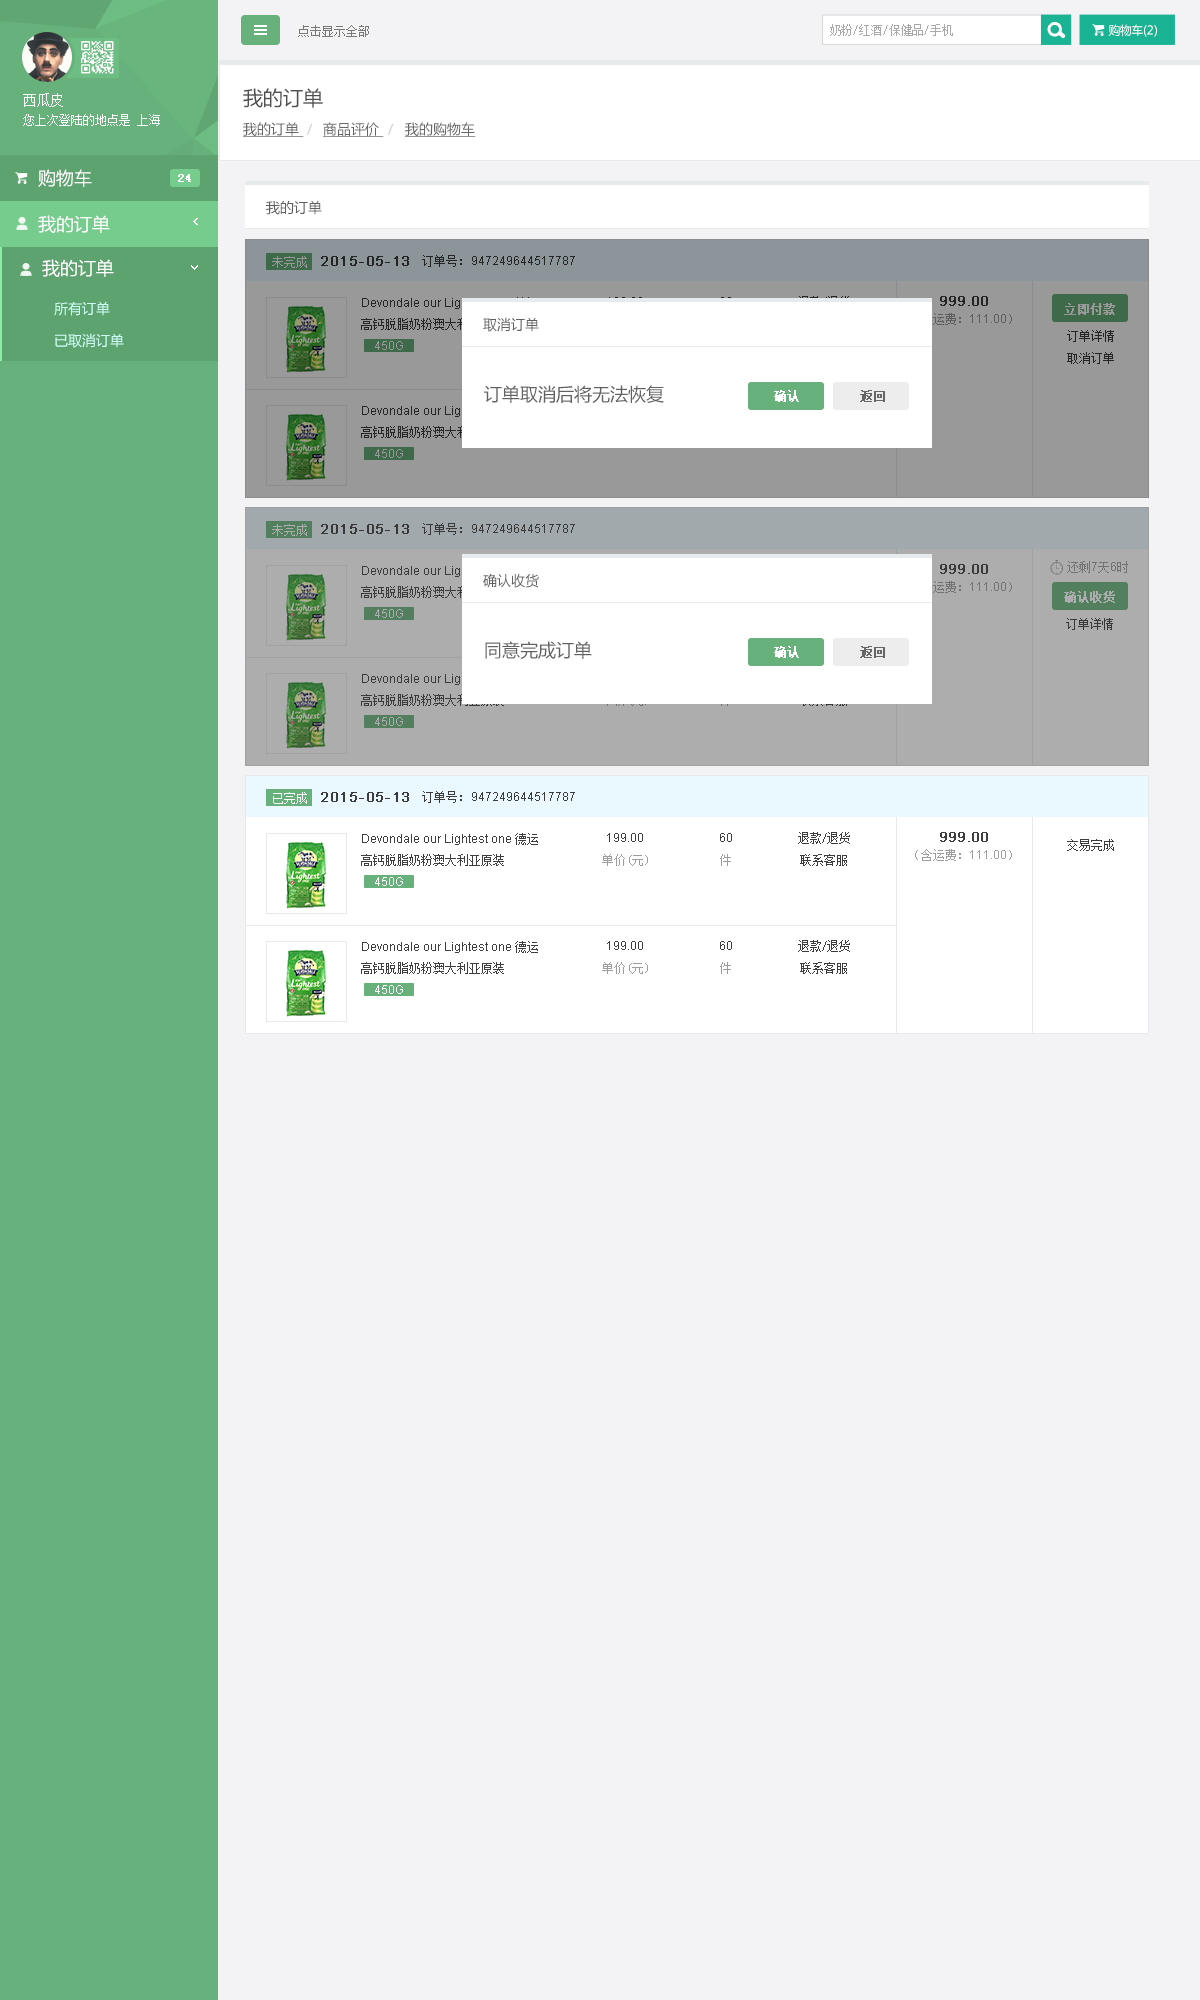 点击显示全部
奶粉/红酒/保健品/手机
购物车(2)
西瓜皮
您上次登陆的地点是 上海
购物车 24
我的订单
我的订单
所有订单
已取消订单
我的订单
我的订单 / 商品评价 / 我的购物车
我的订单
未完成 2015-05-13 订单号：947249644517787
Devondale our Lig
高钙脱脂奶粉澳大利
450G
999.00
运费：111.00）
立即付款
订单详情
取消订单
取消订单
订单取消后将无法恢复 确认 返回
Devondale our Lig
高钙脱脂奶粉澳大利
450G
未完成 2015-05-13 订单号：947249644517787
Devondale our Lig
高钙脱脂奶粉澳大利
450G
999.00
运费：111.00）
还剩7天6时
确认收货
订单详情
确认收货
同意完成订单 确认 返回
Devondale our Lig
高钙脱脂奶粉澳大利亚原装
450G
已完成 2015-05-13 订单号：947249644517787
Devondale our Lightest one 德运 199.00 60 退款/退货 999.00
高钙脱脂奶粉澳大利亚原装 单价(元) 件 联系客服 （含运费：111.00） 交易完成
450G
Devondale our Lightest one 德运 199.00 60 退款/退货
高钙脱脂奶粉澳大利亚原装 单价(元) 件 联系客服
450G